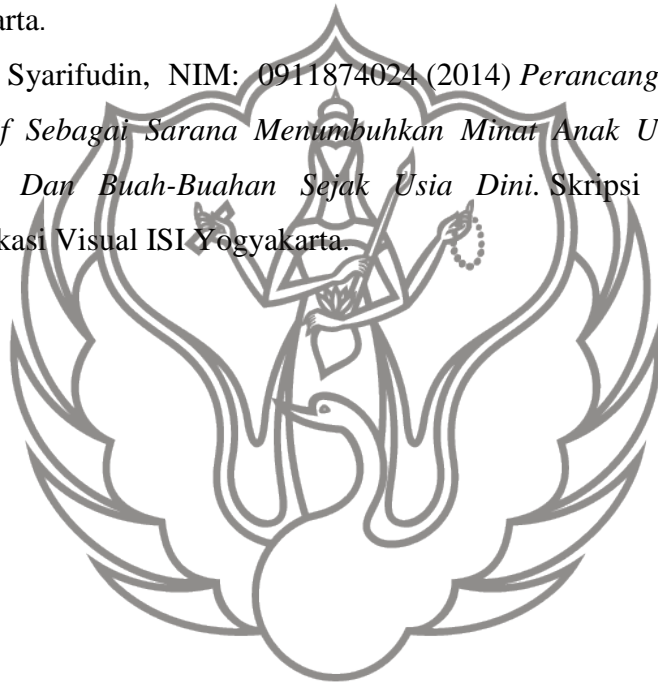 arta.
Syarifudin, NIM: 0911874024 (2014) Perancang
f Sebagai Sarana Menumbuhkan Minat Anak U
Dan Buah-Buahan Sejak Usia Dini. Skripsi
kasi Visual ISI Yogyakarta.